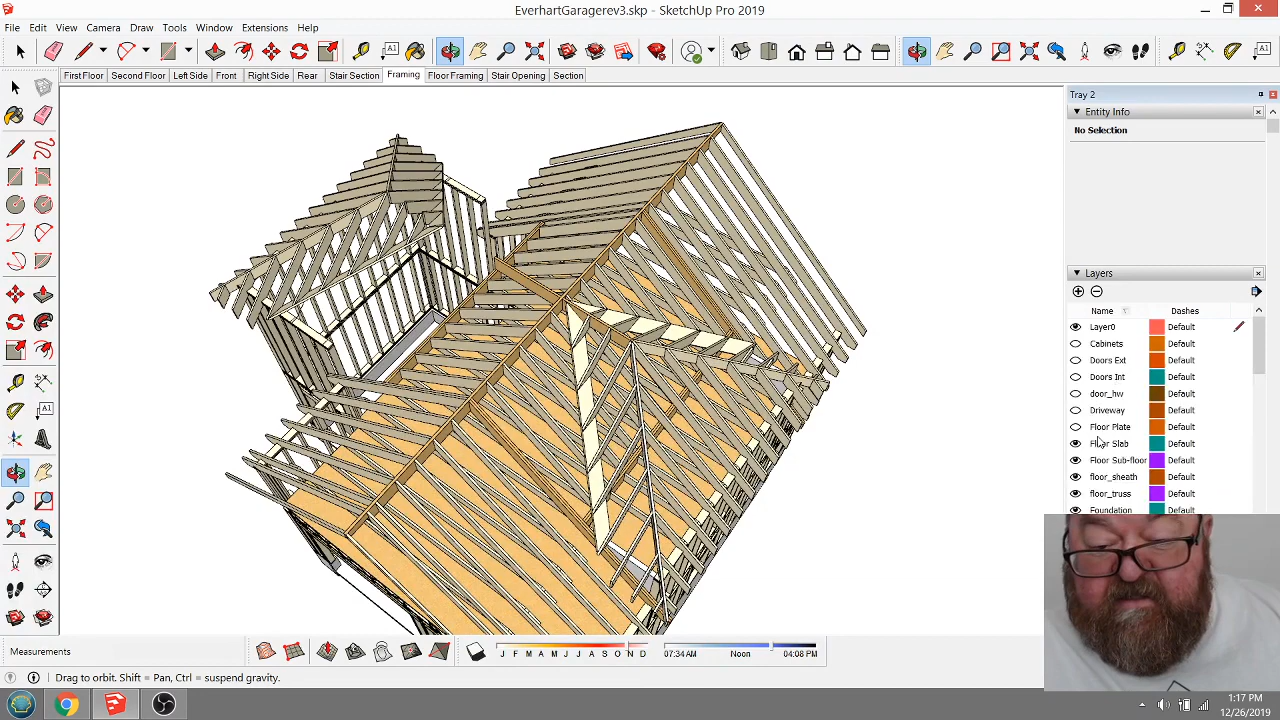 EverhartGaragerev3.skp - SketchUp Pro 2019
File Edit View Camera Draw Tools Window Extensions Help
First Floor Second Floor Left Side Front Right Side Rear Stair Section Framing Floor Framing Stair Opening Section
Tray 2
Entity Info
No Selection
Layers
Name Dashes
Layer0 Default
Cabinets Default
Doors Ext Default
Doors Int Default
door_hw Default
Driveway Default
Floor Plate Default
Floor Slab Default
Floor Sub-floor Default
floor_sheath Default
floor_truss Default
Foundation Default
A1
A1
A1
Measurements
J F M A M J J A S O N D
07:34 AM Noon 04:08 PM
Drag to orbit. Shift = Pan, Ctrl = suspend gravity.
1:17 PM
12/26/2019